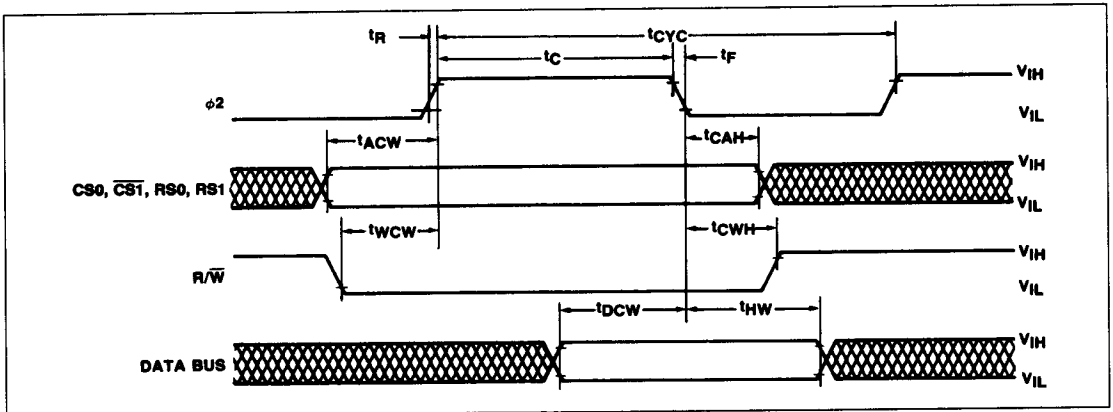 tR
tCYC
tC
tF
φ2
VIH
VIL
tACW
tCAH
CS0, C̅S̅1̅, RS0, RS1
VIH
VIL
tWCW
tCWH
R/W̅
VIH
VIL
tDCW
tHW
DATA BUS
VIH
VIL